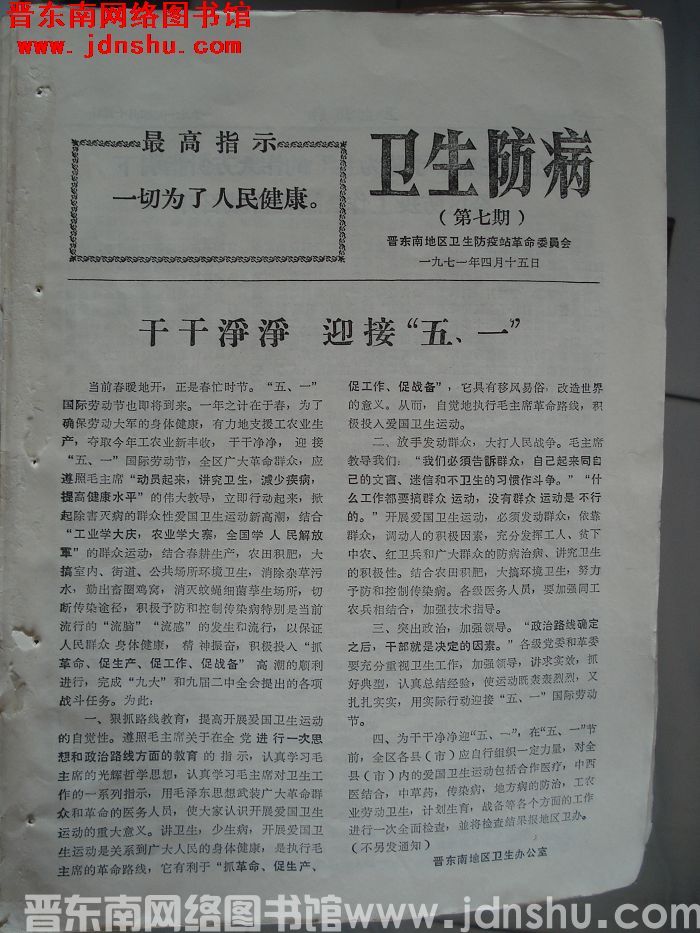 晋东南网络图书馆
www.jdnshu.com
最高指示
一切为了人民健康。
卫生防病
(第七期)
晋东南地区卫生防疫站革命委員会
一九七一年四月十五日
干干淨淨 迎接“五、一”
当前春暖地开，正是春忙时节。“五、一”
国际劳动节也即将到来。一年之计在于春，为了
确保劳动大军的身体健康，有力地支援工农业生
产，夺取今年工农业新丰收，干干净净，迎接
“五、一”国际劳动节，全区广大革命群众，应
遵照毛主席“动员起来，讲究卫生，减少疾病，
提高健康水平”的伟大教导，立即行动起来，掀
起除害灭病的群众性爱国卫生运动新高潮，结合
“工业学大庆，农业学大寨，全国学人民解放
軍”的群众运动，结合春耕生产，农田积肥，大
搞室内、街道、公共场所环境卫生，消除杂草污
水，勤出畜圈鸡窝，消灭蚊蝇细菌孳生场所，切
断传染途径，积极予防和控制传染病特别是当前
流行的“流脑”“流感”的发生和流行，以保证
人民群众身体健康，精神振奋，积极投入“抓
革命、促生产、促工作、促战备”高潮的顺利
进行，完成“九大”和九届二中全会提出的各项
战斗任务。为此：
一、狠抓路线教育，提高开展爱国卫生运动
的自觉性。遵照毛主席关于在全党进行一次思
想和政治路线方面的教育的指示，认真学习毛
主席的光辉哲学思想，认真学习毛主席对卫生工
作的一系列指示，用毛泽东思想武装广大革命群
众和革命的医务人员，使大家认识开展爱国卫生
运动的重大意义。讲卫生，少生病，开展爱国卫
生运动是关系到广大人民的身体健康，是执行毛
主席的革命路线，它有利于“抓革命、促生产、
促工作、促战备”，它具有移风易俗，改造世界
的意义。从而，自觉地执行毛主席革命路线，积
极投入爱国卫生运动。
二、放手发动群众，大打人民战争。毛主席
教导我们：“我们必须告訴群众，自己起来同自
己的文盲、迷信和不卫生的习惯作斗争。”“什
么工作都要搞群众运动，没有群众运动是不行
的。”开展爱国卫生运动，必须发动群众，依靠
群众，调动人的积极因素，充分发挥工人、贫下
中农、红卫兵和广大群众的防病治病、讲究卫生
的积极性。结合农田积肥，大搞环境卫生，努力
予防和控制传染病。各级医务人员，要加强同工
农兵相结合，加强技术指导。
三、突出政治，加强领导。“政治路线确定
之后，干部就是决定的因素。”各级党委和革委
要充分重视卫生工作，加强领导，讲求实效，抓
好典型，认真总结经验，使运动既轰轰烈烈，又
扎扎实实，用实际行动迎接“五、一”国际劳动
节。
四、为干干净净迎“五、一”，在“五、一”节
前，全区各县（市）应自行组织一定力量，对全
县（市）内的爱国卫生运动包括合作医疗，中西
医结合，中草药，传染病，地方病的防治，工农
业劳动卫生，计划生育，战备等各个方面的工作
进行一次全面检查，並将检查结果报地区卫办。
（不另发通知）
晋东南地区卫生办公室
晋东南网络图书馆 www.jdnshu.com